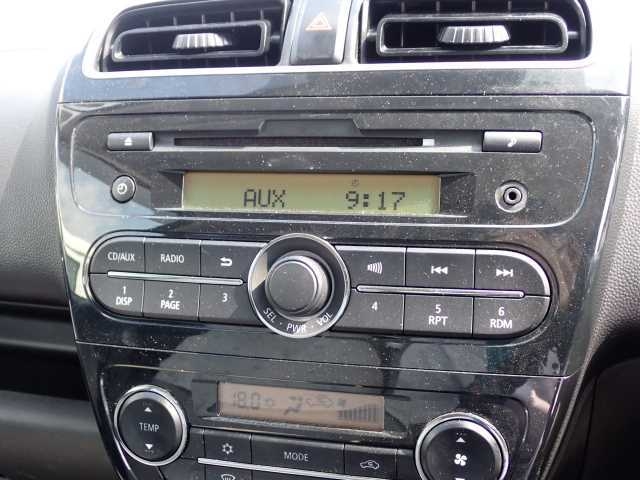 AUX 9:17
CD/AUX RADIO
1 DISP 2 PAGE 3 4 5 RPT 6 RDM
SEL · PWR · VOL
18.0
TEMP MODE